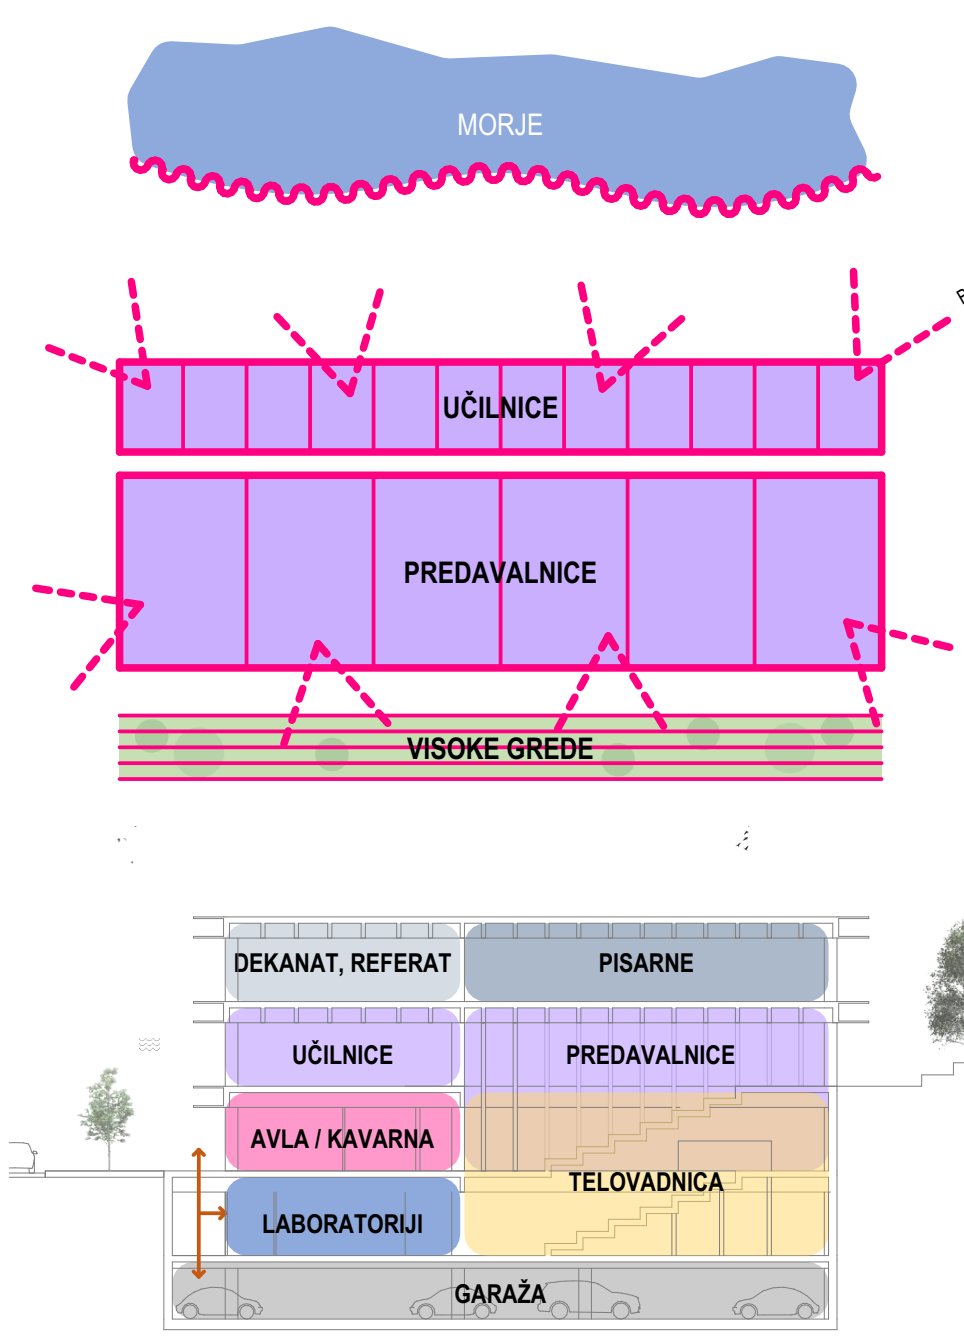 MORJE
UČILNICE
PREDAVALNICE
VISOKE GREDE
DEKANAT, REFERAT
PISARNE
UČILNICE
PREDAVALNICE
AVLA / KAVARNA
TELOVADNICA
LABORATORIJI
GARAŽA